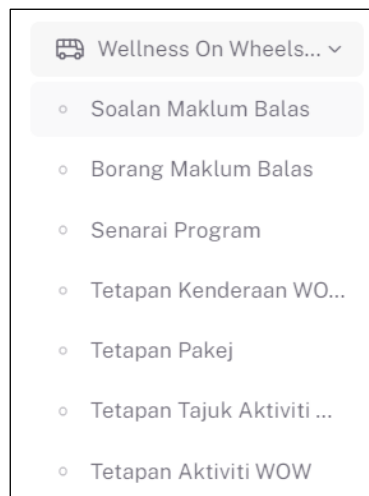 Wellness On Wheels...
Soalan Maklum Balas
Borang Maklum Balas
Senarai Program
Tetapan Kenderaan WO...
Tetapan Pakej
Tetapan Tajuk Aktiviti ...
Tetapan Aktiviti WOW